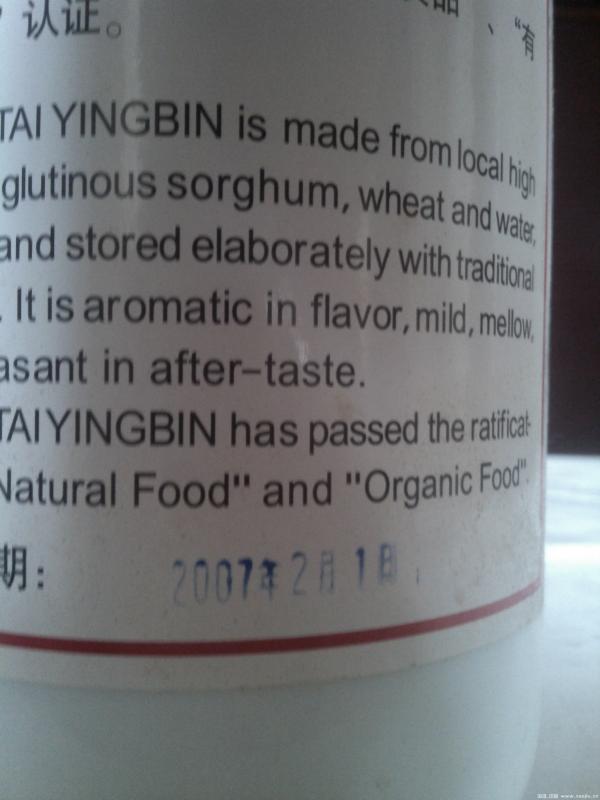 认证。 、“有
TAI YINGBIN is made from local high
glutinous sorghum, wheat and water,
and stored elaborately with traditional
. It is aromatic in flavor, mild, mellow,
asant in after-taste.
TAIYINGBIN has passed the ratificat-
Natural Food" and "Organic Food".
期: 2007年2月1日